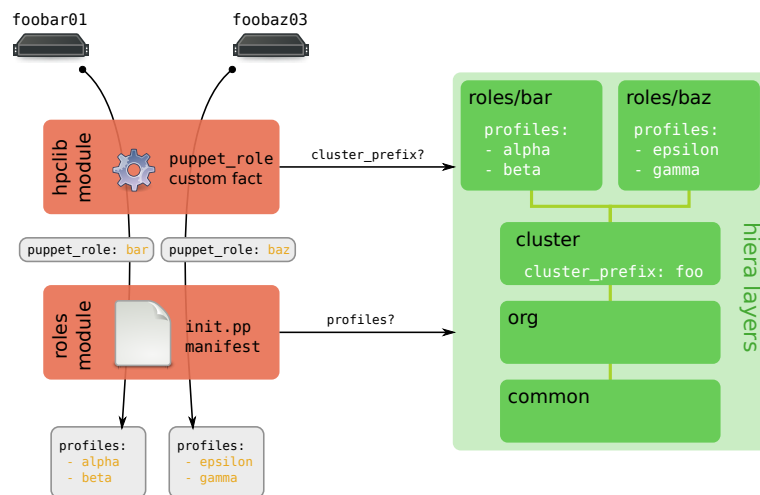 foobar01
foobaz03
hpclib
module
puppet_role
custom fact
cluster_prefix?
puppet_role: bar
puppet_role: baz
roles
module
init.pp
manifest
profiles?
profiles:
- alpha
- beta
profiles:
- epsilon
- gamma
roles/bar
profiles:
- alpha
- beta
roles/baz
profiles:
- epsilon
- gamma
cluster
cluster_prefix: foo
org
common
hiera layers